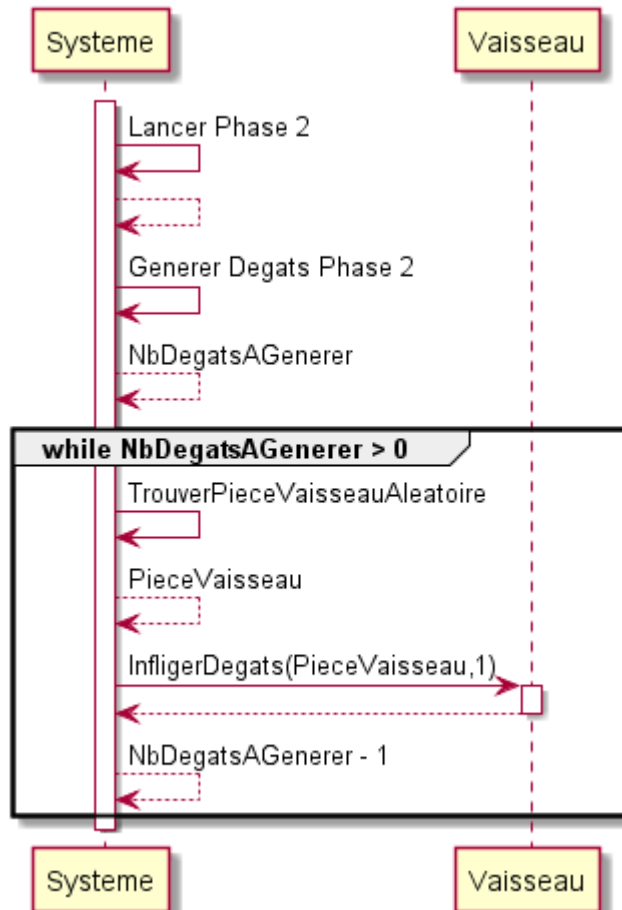 Systeme
Vaisseau
Lancer Phase 2
Generer Degats Phase 2
NbDegatsAGenerer
while NbDegatsAGenerer > 0
TrouverPieceVaisseauAleatoire
PieceVaisseau
InfligerDegats(PieceVaisseau,1)
NbDegatsAGenerer - 1
Systeme
Vaisseau